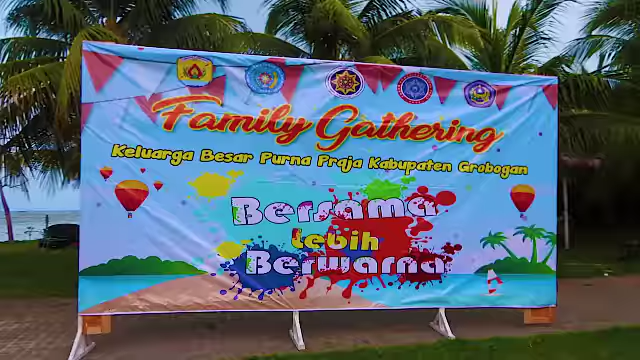 Family Gathering
Keluarga Besar Purna Praja Kabupaten Grobogan
Bersama
Lebih
Berwarna